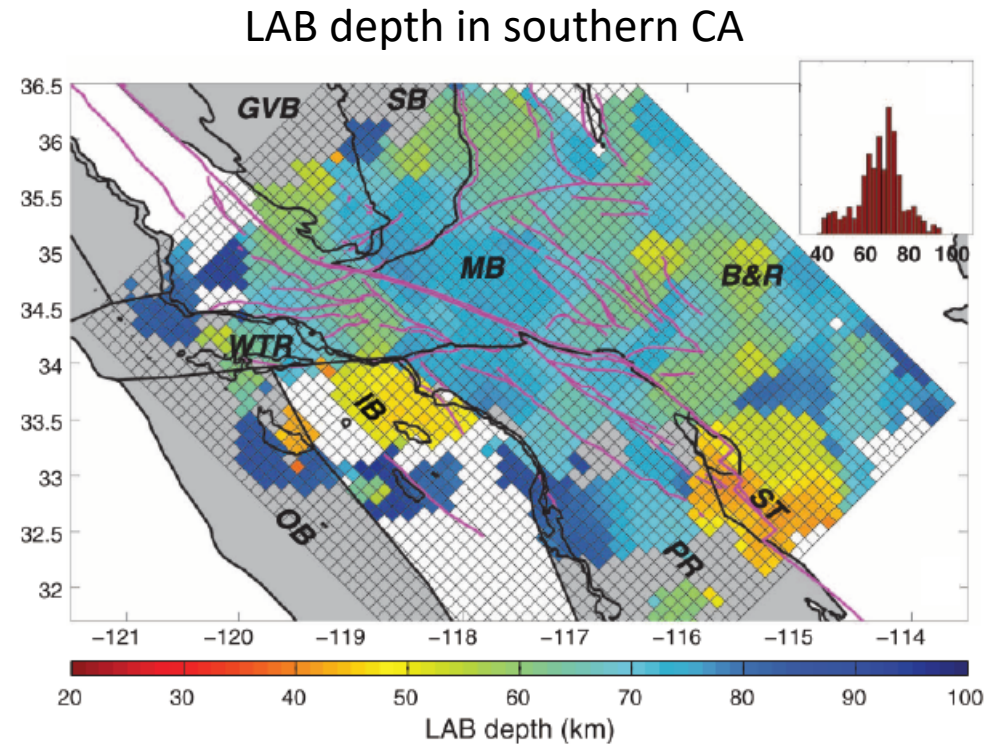 LAB depth in southern CA
36.5
36
35.5
35
34.5
34
33.5
33
32.5
32
GVB
SB
MB
B&R
WTR
IB
OB
PR
ST
40 60 80 100
−121 −120 −119 −118 −117 −116 −115 −114
20 30 40 50 60 70 80 90 100
LAB depth (km)